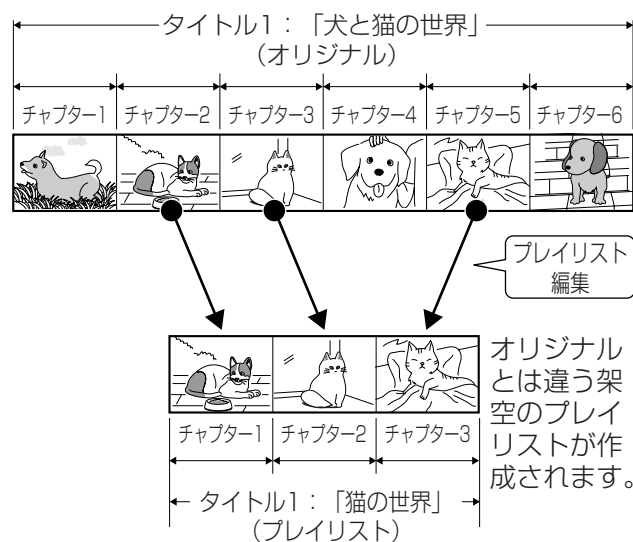 タイトル1:「犬と猫の世界」
(オリジナル)
チャプター1 チャプター2 チャプター3 チャプター4 チャプター5 チャプター6
プレイリスト
編集
オリジナル
とは違う架
空のプレイ
リストが作
成されます。
チャプター1 チャプター2 チャプター3
タイトル1:「猫の世界」
(プレイリスト)